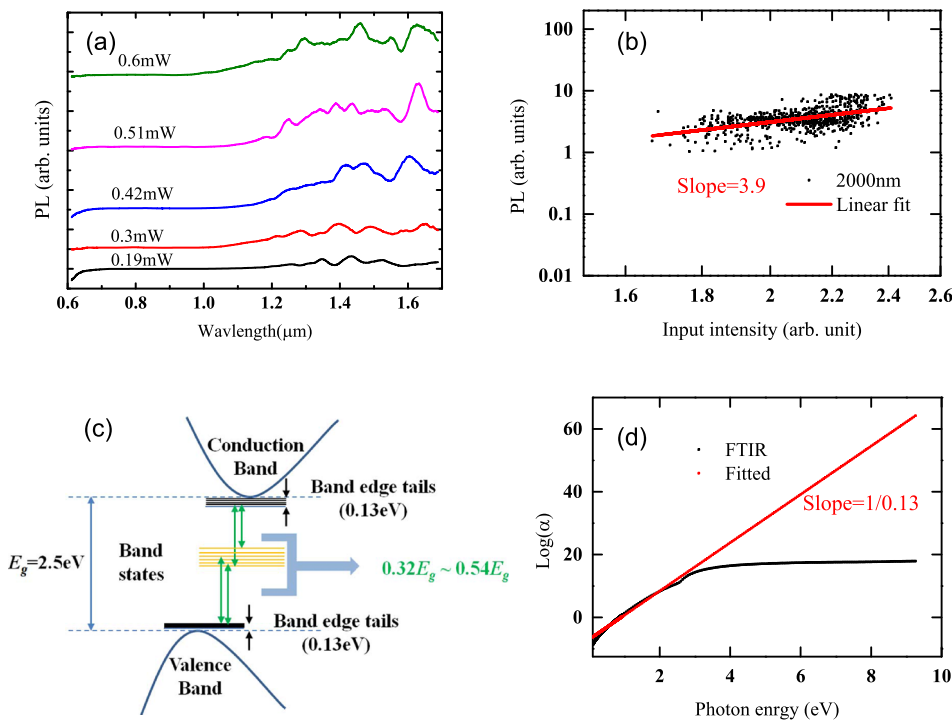 (a)
0.6mW
0.51mW
0.42mW
0.3mW
0.19mW
PL (arb. units)
0.6 0.8 1.0 1.2 1.4 1.6
Wavlength(μm)
(b)
100
10
1
0.1
0.01
PL (arb. units)
Slope=3.9
2000nm
Linear fit
1.6 1.8 2 2.2 2.4 2.6
Input intensity (arb. unit)
(c)
Conduction
Band
Band edge tails
(0.13eV)
Eg=2.5eV
Band
states
0.32Eg ~ 0.54Eg
Band edge tails
(0.13eV)
Valence
Band
(d)
FTIR
Fitted
Slope=1/0.13
60
40
20
0
Log(α)
2 4 6 8 10
Photon enrgy (eV)